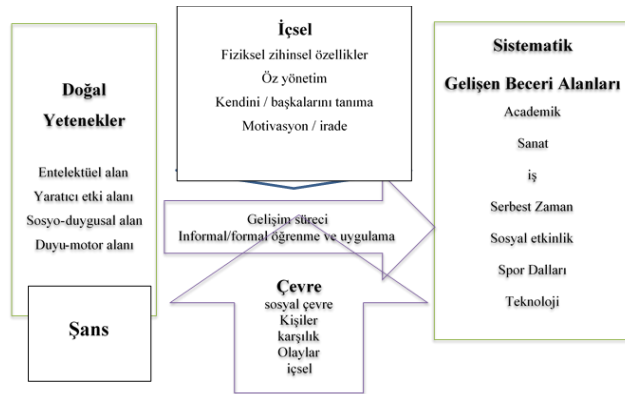 Doğal
Yetenekler
Entelektüel alan
Yaratıcı etki alanı
Sosyo-duygusal alan
Duyu-motor alanı
Şans
İçsel
Fiziksel zihinsel özellikler
Öz yönetim
Kendini / başkalarını tanıma
Motivasyon / irade
Gelişim süreci
Informal/formal öğrenme ve uygulama
Çevre
sosyal çevre
Kişiler
karşılık
Olaylar
içsel
Sistematik
Gelişen Beceri Alanları
Academik
Sanat
iş
Serbest Zaman
Sosyal etkinlik
Spor Dalları
Teknoloji